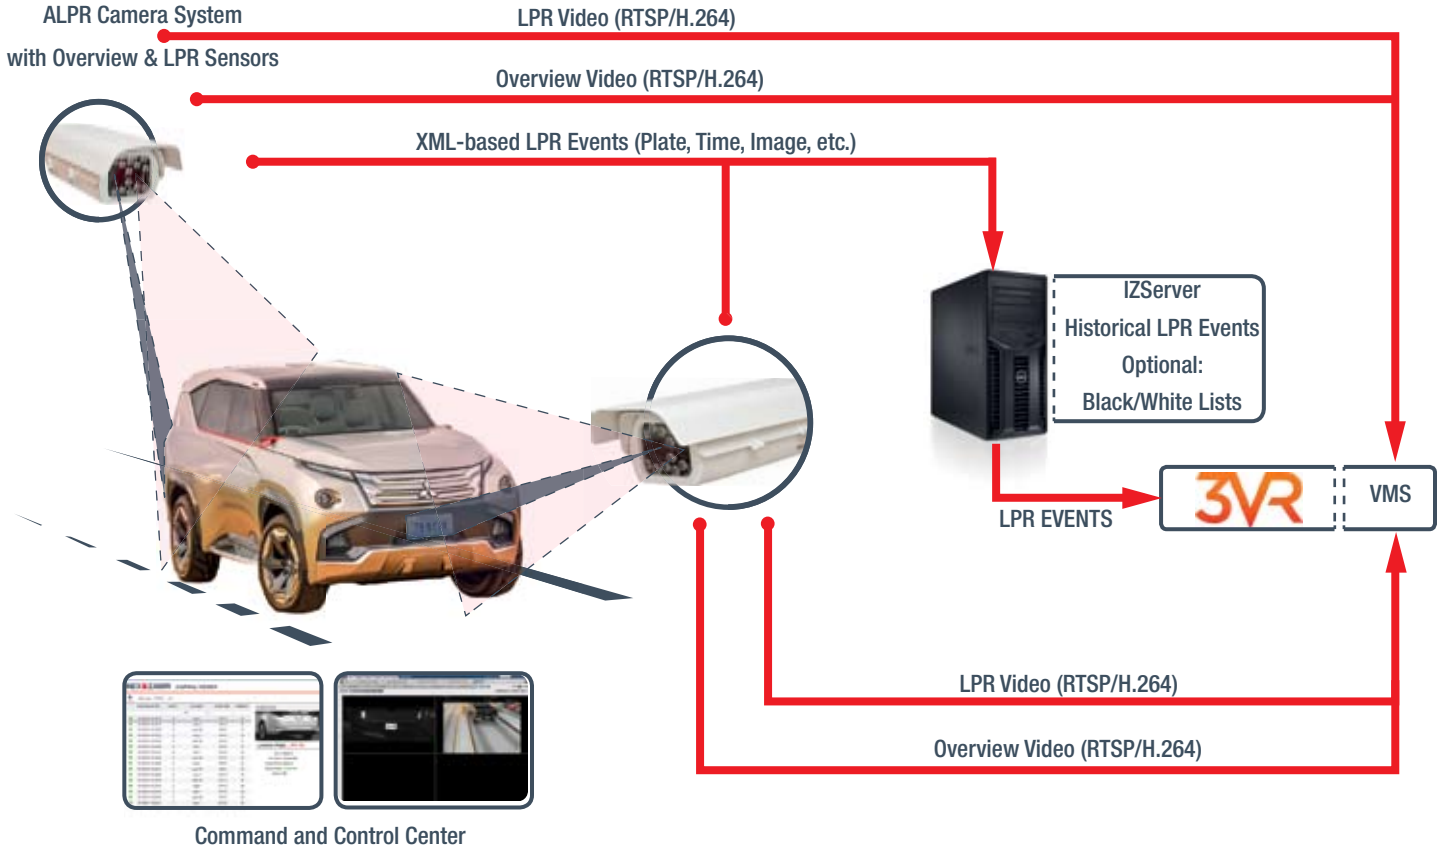 ALPR Camera System
with Overview & LPR Sensors
LPR Video (RTSP/H.264)
Overview Video (RTSP/H.264)
XML-based LPR Events (Plate, Time, Image, etc.)
IZServer
Historical LPR Events
Optional:
Black/White Lists
3VR
VMS
LPR EVENTS
LPR Video (RTSP/H.264)
Overview Video (RTSP/H.264)
Command and Control Center